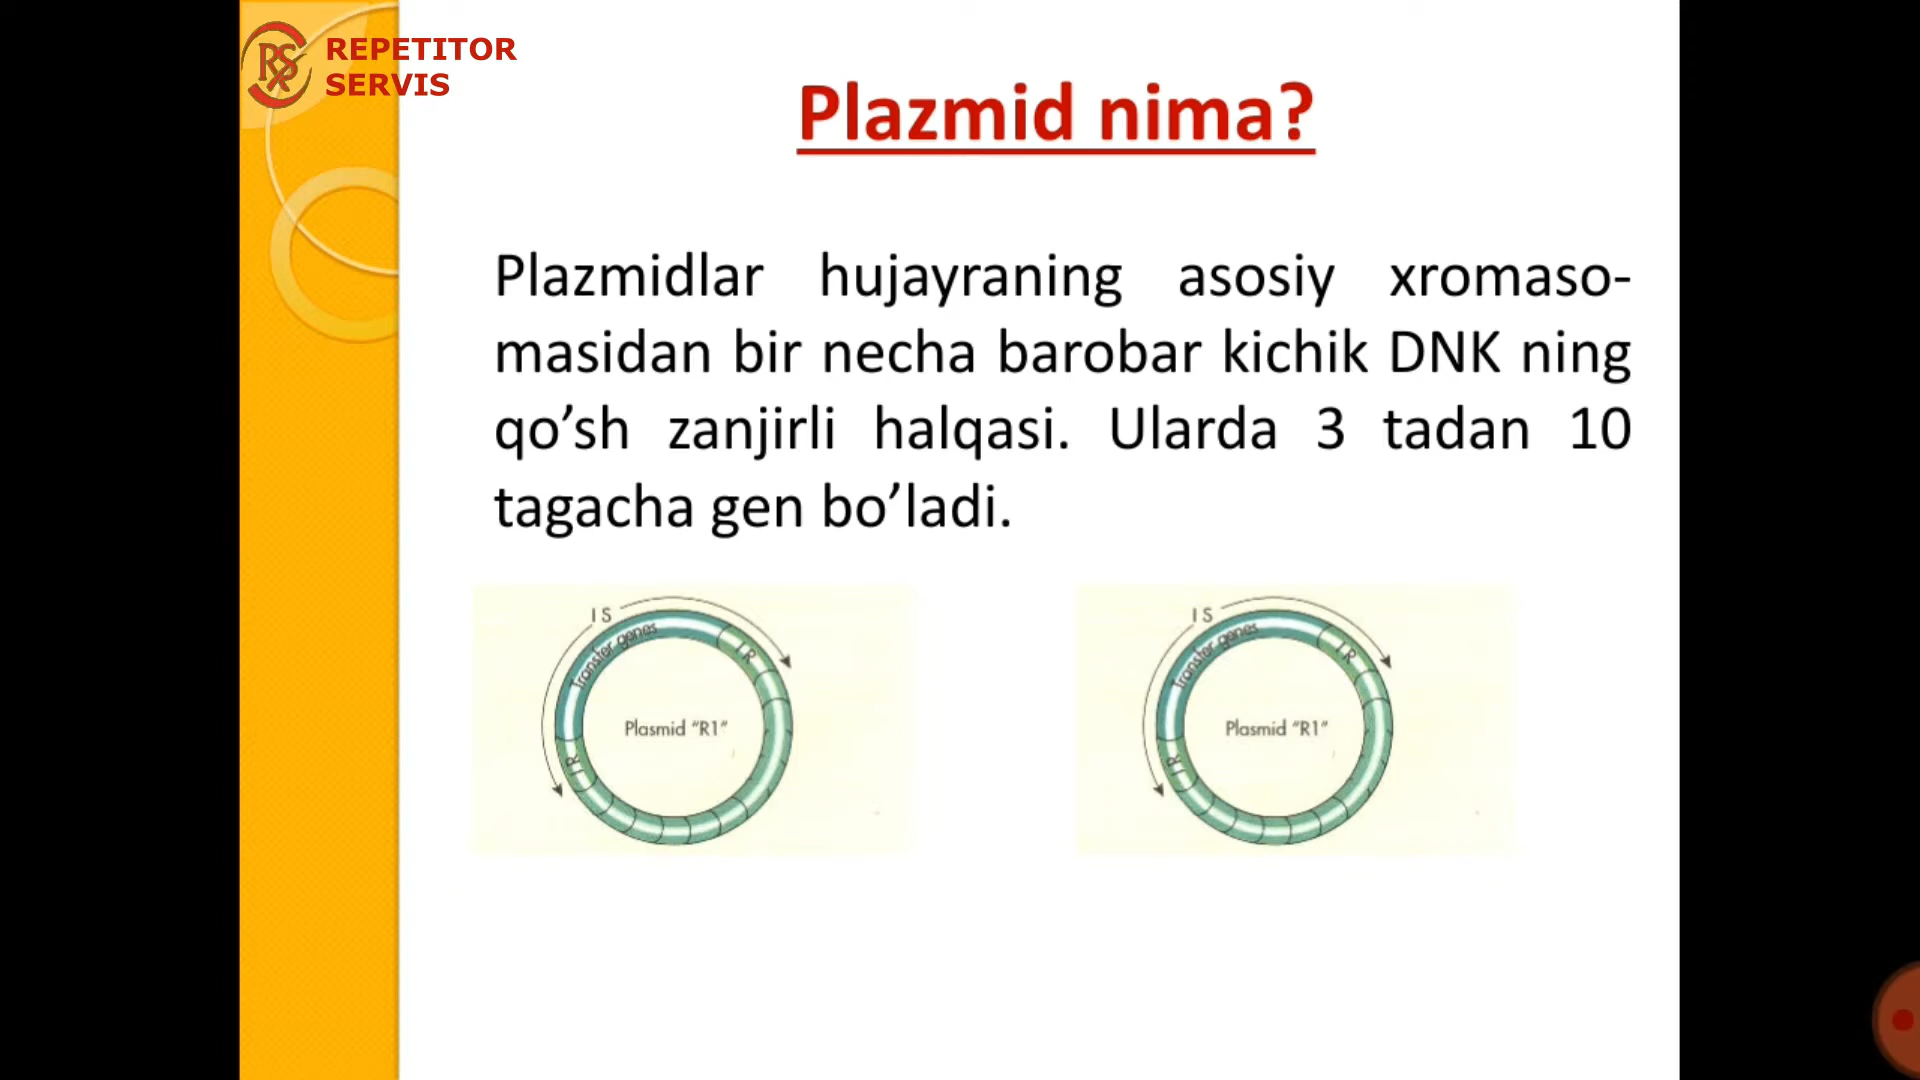 REPETITOR
SERVIS
Plazmid nima?
Plazmidlar hujayraning asosiy xromaso-
masidan bir necha barobar kichik DNK ning
qo’sh zanjirli halqasi. Ularda 3 tadan 10
tagacha gen bo’ladi.
I S
Transfer genes
I R
Plasmid “R1”
I R
I S
Transfer genes
I R
Plasmid “R1”
I R